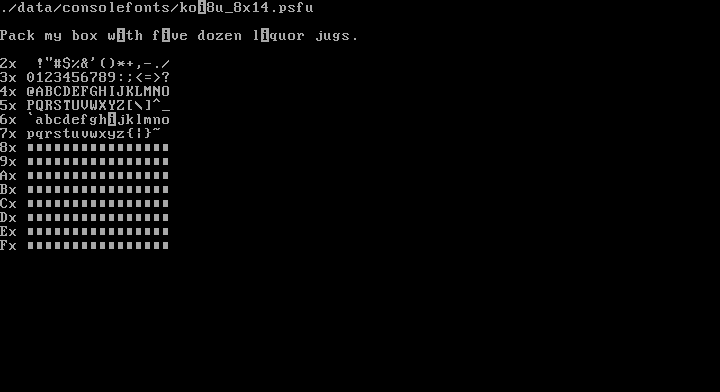 ./data/consolefonts/koi8u_8x14.psfu
Pack my box with five dozen liquor jugs.
2x  !"#$%&'()*+,-./
3x 0123456789:;<=>?
4x @ABCDEFGHIJKLMNO
5x PQRSTUVWXYZ[\]^_
6x `abcdefghijklmno
7x pqrstuvwxyz{|}~
8x ▮▮▮▮▮▮▮▮▮▮▮▮▮▮▮▮
9x ▮▮▮▮▮▮▮▮▮▮▮▮▮▮▮▮
Ax ▮▮▮▮▮▮▮▮▮▮▮▮▮▮▮▮
Bx ▮▮▮▮▮▮▮▮▮▮▮▮▮▮▮▮
Cx ▮▮▮▮▮▮▮▮▮▮▮▮▮▮▮▮
Dx ▮▮▮▮▮▮▮▮▮▮▮▮▮▮▮▮
Ex ▮▮▮▮▮▮▮▮▮▮▮▮▮▮▮▮
Fx ▮▮▮▮▮▮▮▮▮▮▮▮▮▮▮▮